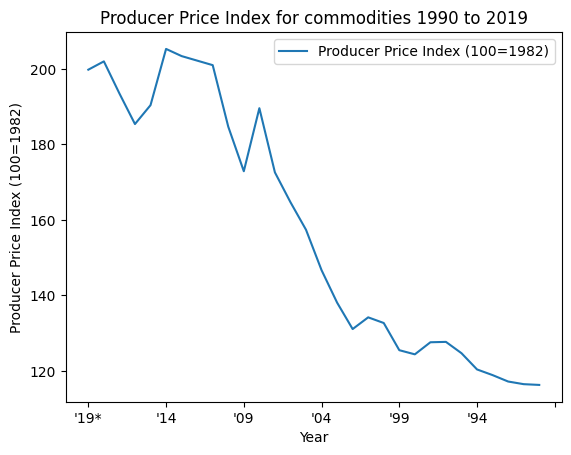 Producer Price Index for commodities 1990 to 2019
Producer Price Index (100=1982)
Producer Price Index (100=1982)
200
180
160
140
120
'19*
'14
'09
'04
'99
'94
Year